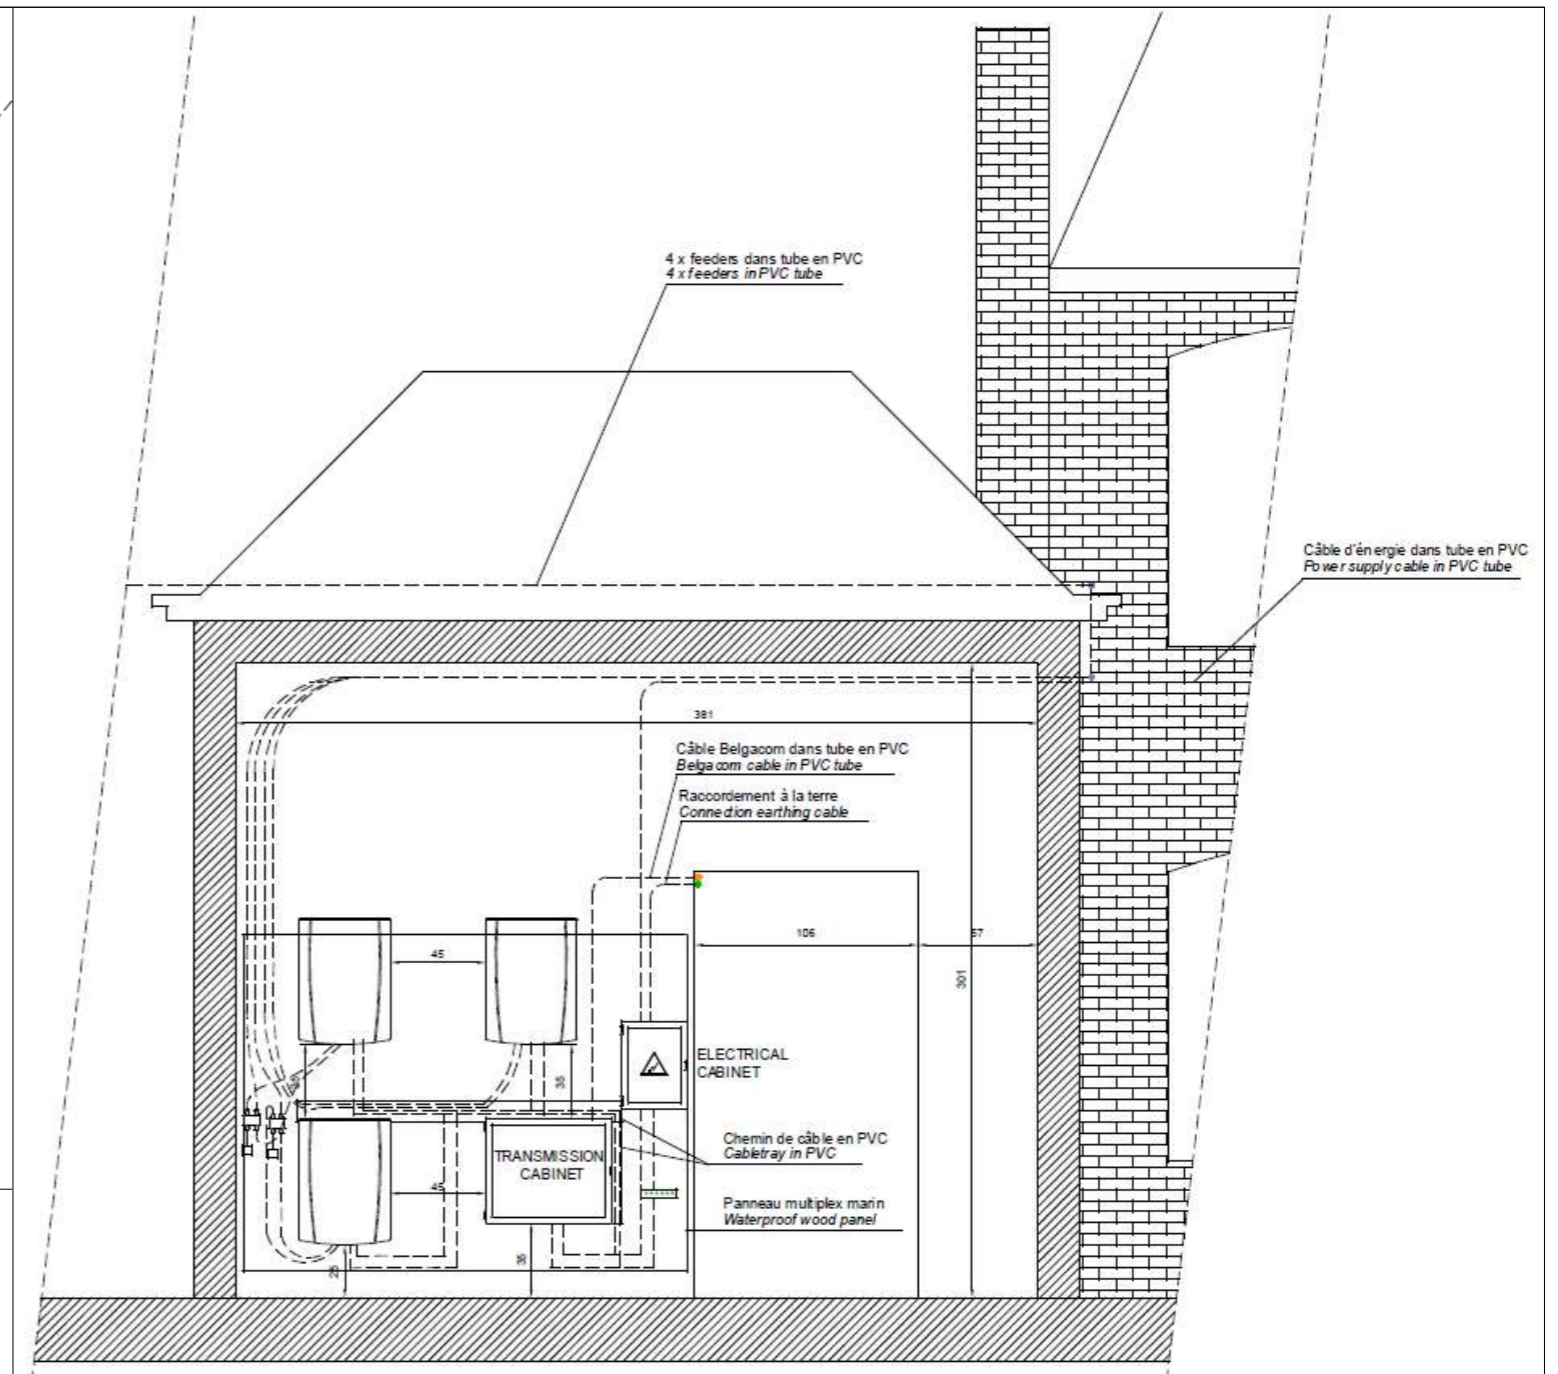 4 x feeders dans tube en PVC
4 x feeders in PVC tube
Câble d'énergie dans tube en PVC
Power supply cable in PVC tube
381
Câble Belgacom dans tube en PVC
Belgacom cable in PVC tube
Raccordement à la terre
Connection earthing cable
106
57
301
45
ELECTRICAL
CABINET
35
TRANSMISSION
CABINET
Chemin de câble en PVC
Cabletray in PVC
45
Panneau multiplex marin
Waterproof wood panel
25
35